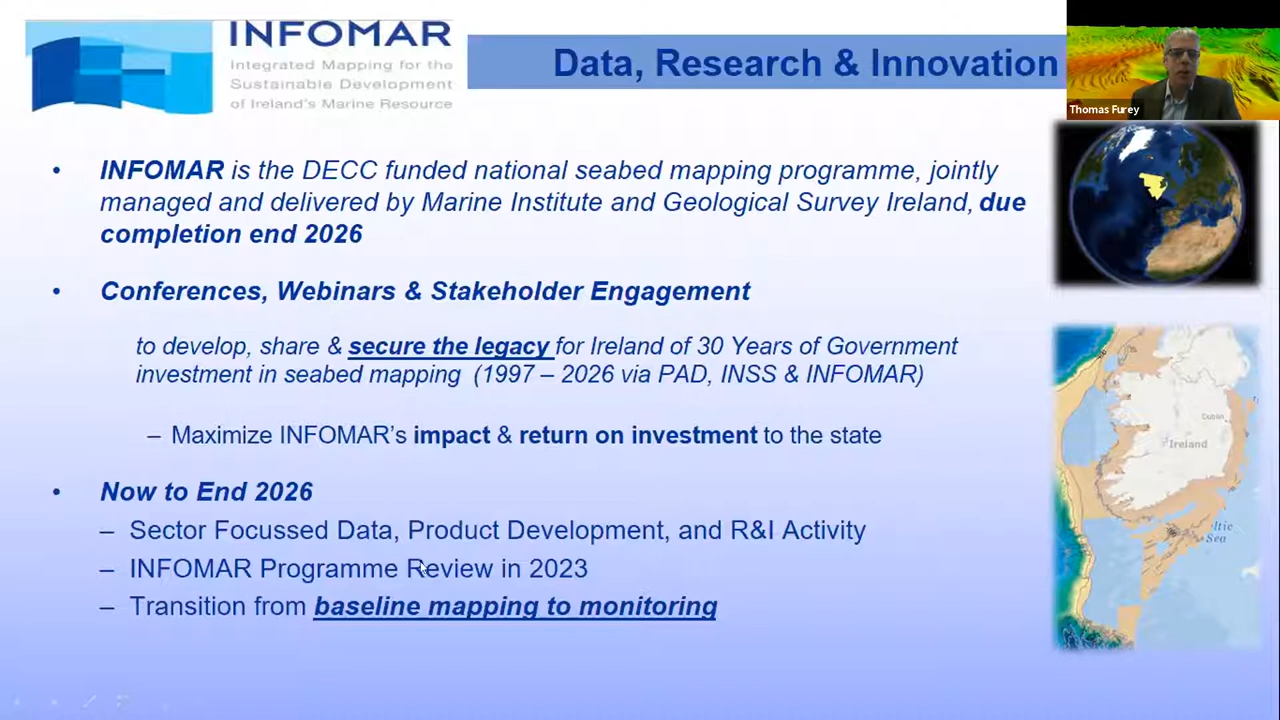 INFOMAR
Integrated Mapping for the
Sustainable Development
of Ireland's Marine Resource
Data, Research & Innovation
Thomas Furey
• INFOMAR is the DECC funded national seabed mapping programme, jointly
managed and delivered by Marine Institute and Geological Survey Ireland, due
completion end 2026
• Conferences, Webinars & Stakeholder Engagement
to develop, share & secure the legacy for Ireland of 30 Years of Government
investment in seabed mapping (1997 – 2026 via PAD, INSS & INFOMAR)
– Maximize INFOMAR's impact & return on investment to the state
• Now to End 2026
– Sector Focussed Data, Product Development, and R&I Activity
– INFOMAR Programme Review in 2023
– Transition from baseline mapping to monitoring
Dublin
Ireland
Sea